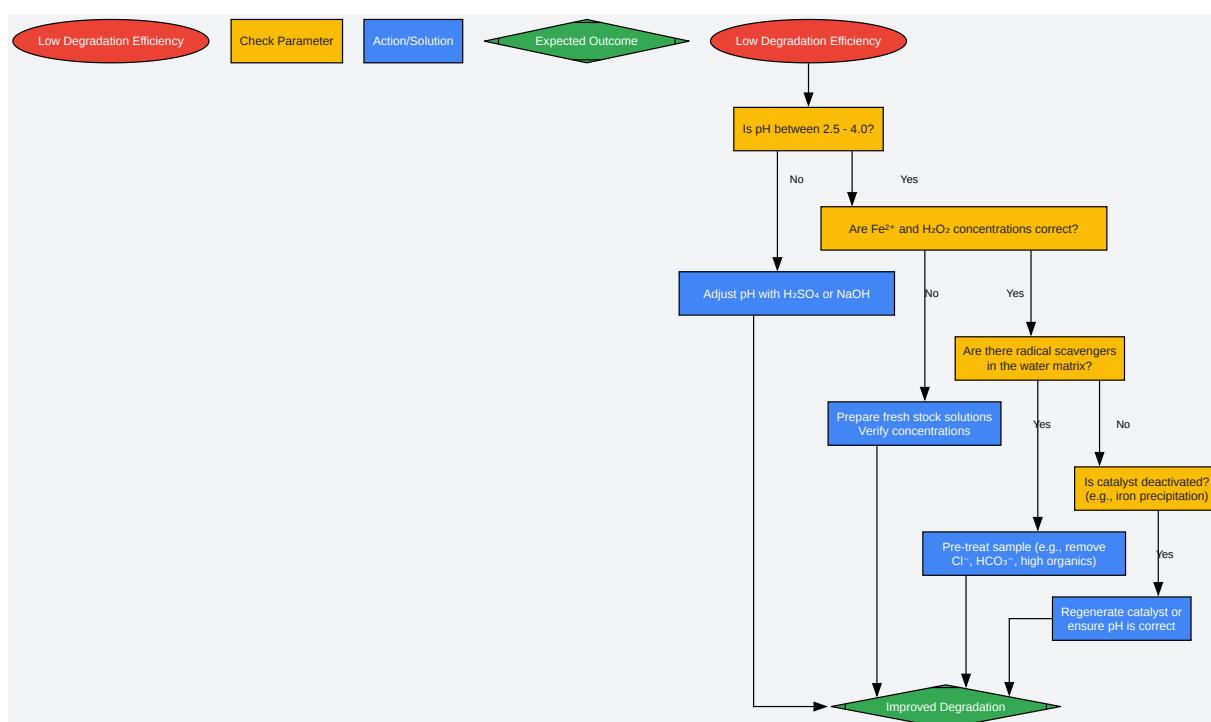 Low Degradation Efficiency
Check Parameter
Action/Solution
Expected Outcome
Low Degradation Efficiency
Is pH between 2.5 - 4.0?
No
Yes
Are Fe²⁺ and H₂O₂ concentrations correct?
Adjust pH with H₂SO₄ or NaOH
No
Yes
Are there radical scavengers
in the water matrix?
Prepare fresh stock solutions
Verify concentrations
Yes
No
Is catalyst deactivated?
(e.g., iron precipitation)
Pre-treat sample (e.g., remove
Cl⁻, HCO₃⁻, high organics)
Yes
Regenerate catalyst or
ensure pH is correct
Improved Degradation